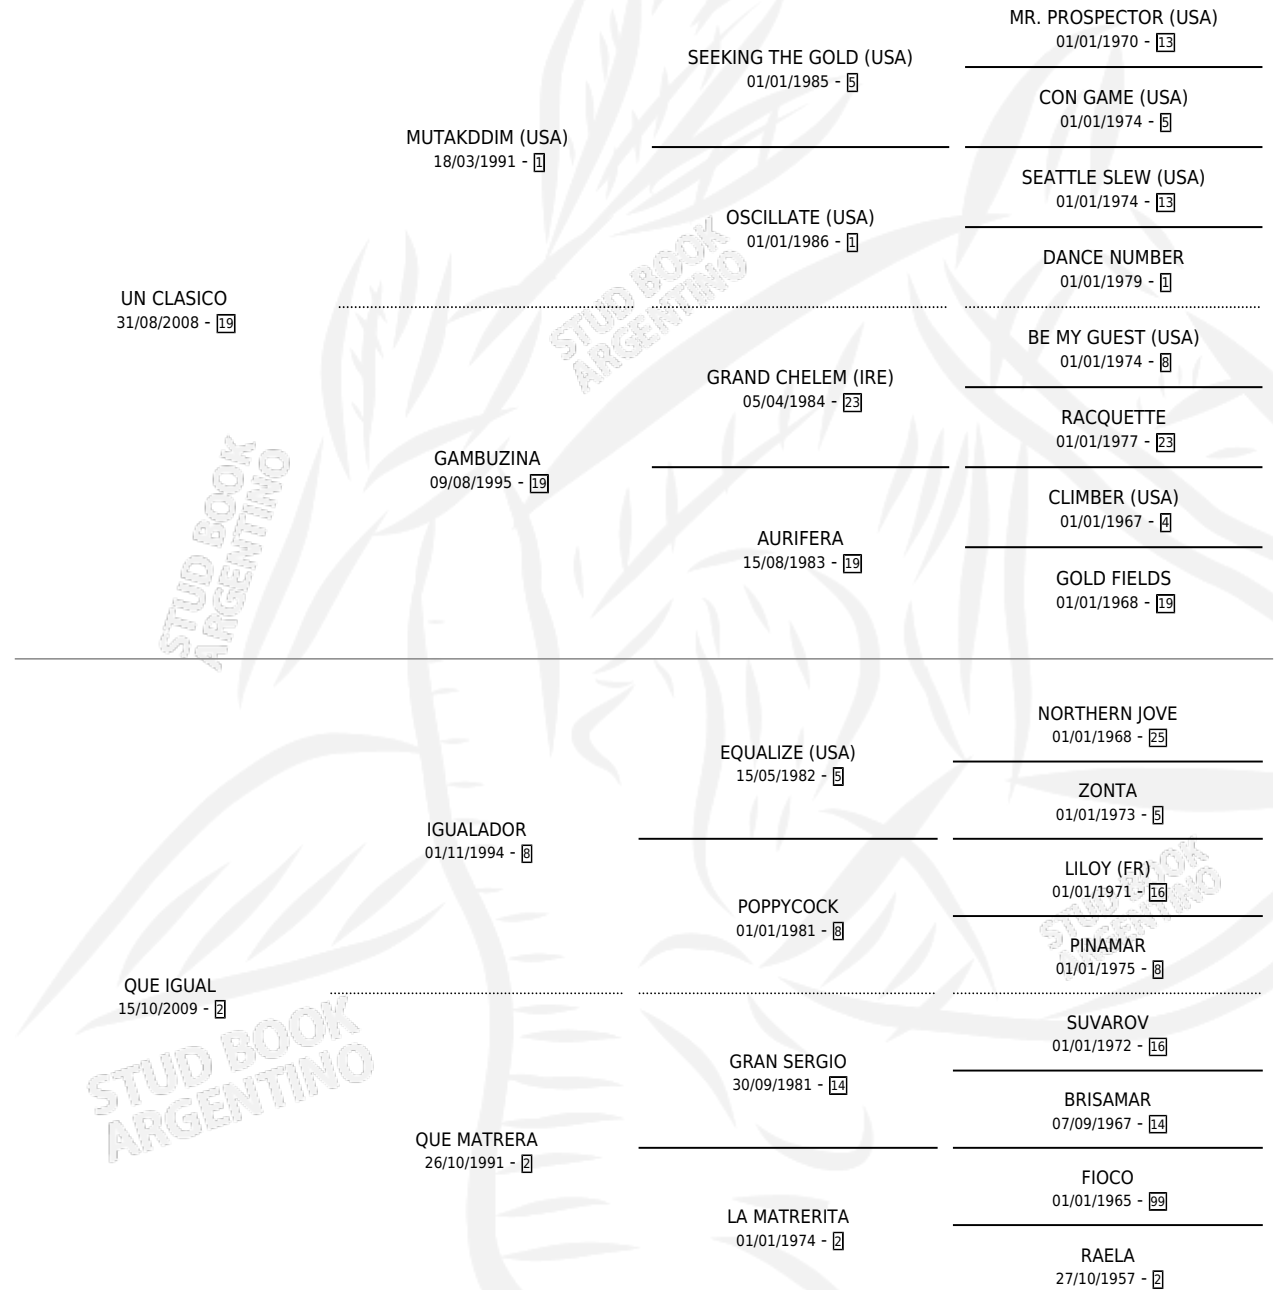 MR. PROSPECTOR (USA)
01/01/1970 - 13
SEEKING THE GOLD (USA)
01/01/1985 - 5
CON GAME (USA)
01/01/1974 - 5
MUTAKDDIM (USA)
18/03/1991 - 1
SEATTLE SLEW (USA)
01/01/1974 - 13
OSCILLATE (USA)
01/01/1986 - 1
DANCE NUMBER
01/01/1979 - 1
STUD BOOK
ARGENTINO
UN CLASICO
31/08/2008 - 19
BE MY GUEST (USA)
01/01/1974 - 8
GRAND CHELEM (IRE)
05/04/1984 - 23
RACQUETTE
01/01/1977 - 23
GAMBUZINA
09/08/1995 - 19
CLIMBER (USA)
01/01/1967 - 4
AURIFERA
15/08/1983 - 19
GOLD FIELDS
01/01/1968 - 19
STUD BOOK
ARGENTINO
NORTHERN JOVE
01/01/1968 - 25
EQUALIZE (USA)
15/05/1982 - 5
ZONTA
01/01/1973 - 5
IGUALADOR
01/11/1994 - 8
LILOY (FR)
01/01/1971 - 16
POPPYCOCK
01/01/1981 - 8
PINAMAR
01/01/1975 - 8
STUD BOOK
ARGENTINO
QUE IGUAL
15/10/2009 - 2
SUVAROV
01/01/1972 - 16
GRAN SERGIO
30/09/1981 - 14
BRISAMAR
07/09/1967 - 14
STUD BOOK
ARGENTINO
QUE MATRERA
26/10/1991 - 2
FIOCO
01/01/1965 - 99
LA MATRERITA
01/01/1974 - 2
RAELA
27/10/1957 - 2